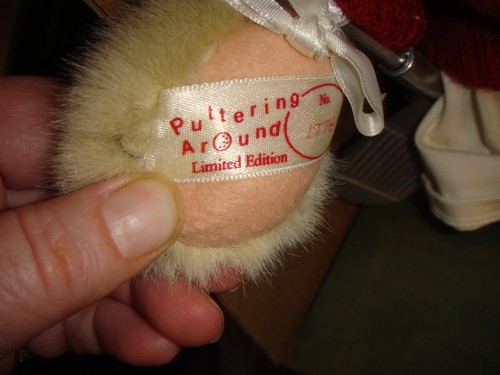 Puttering
Around
Limited Edition
No.